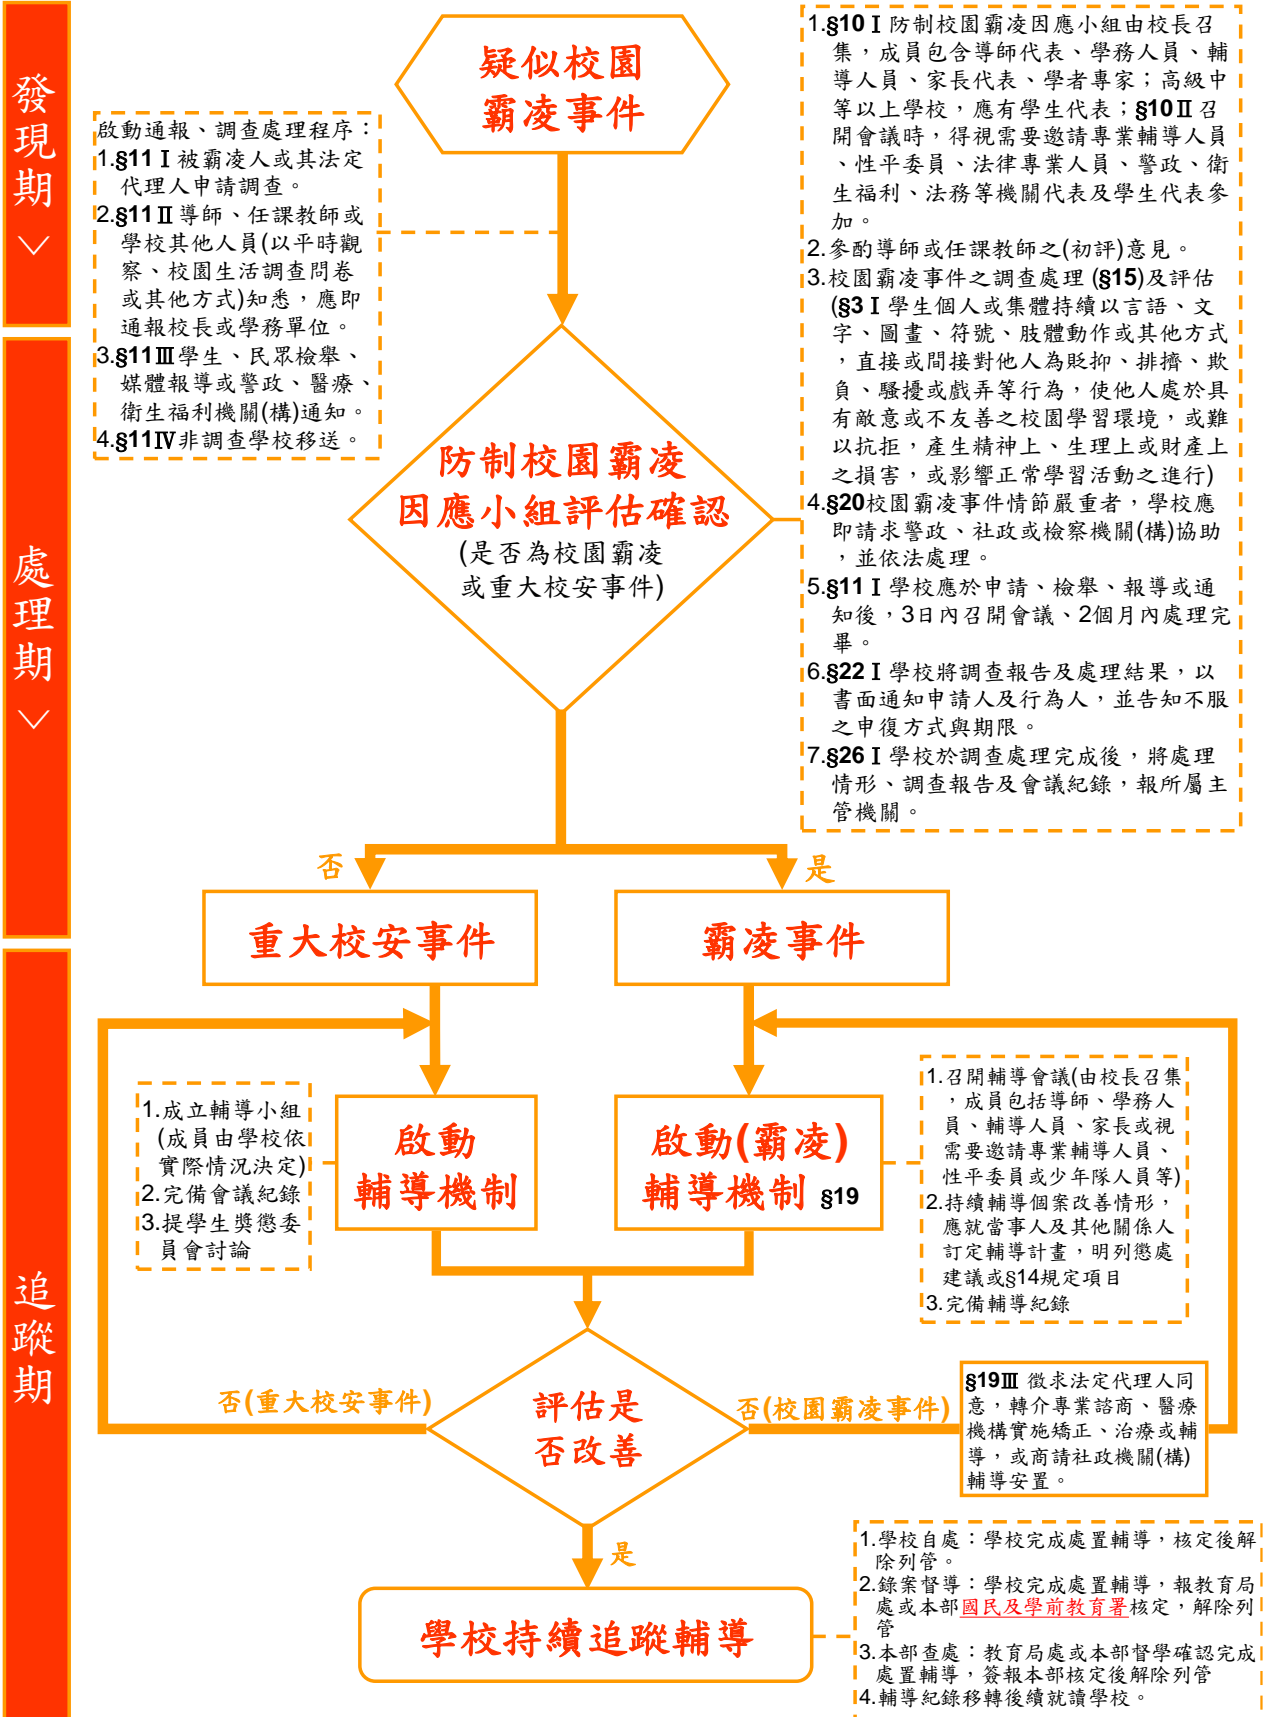 發現期﹀
疑似校園
霸凌事件
啟動通報、調查處理程序：
1.§11Ⅰ被霸凌人或其法定
代理人申請調查。
2.§11Ⅱ導師、任課教師或
學校其他人員(以平時觀
察、校園生活調查問卷
或其他方式)知悉，應即
通報校長或學務單位。
3.§11Ⅲ學生、民眾檢舉、
媒體報導或警政、醫療、
衛生福利機關(構)通知。
4.§11Ⅳ非調查學校移送。
1.§10Ⅰ防制校園霸凌因應小組由校長召
集，成員包含導師代表、學務人員、輔
導人員、家長代表、學者專家；高級中
等以上學校，應有學生代表；§10Ⅱ召
開會議時，得視需要邀請專業輔導人員
、性平委員、法律專業人員、警政、衛
生福利、法務等機關代表及學生代表參
加。
2.參酌導師或任課教師之(初評)意見。
3.校園霸凌事件之調查處理 (§15)及評估
(§3Ⅰ學生個人或集體持續以言語、文
字、圖畫、符號、肢體動作或其他方式
，直接或間接對他人為貶抑、排擠、欺
負、騷擾或戲弄等行為，使他人處於具
有敵意或不友善之校園學習環境，或難
以抗拒，產生精神上、生理上或財產上
之損害，或影響正常學習活動之進行)
4.§20校園霸凌事件情節嚴重者，學校應
即請求警政、社政或檢察機關(構)協助
，並依法處理。
5.§11Ⅰ學校應於申請、檢舉、報導或通
知後，3日內召開會議、2個月內處理完
畢。
6.§22Ⅰ學校將調查報告及處理結果，以
書面通知申請人及行為人，並告知不服
之申復方式與期限。
7.§26Ⅰ學校於調查處理完成後，將處理
情形、調查報告及會議紀錄，報所屬主
管機關。
處理期﹀
防制校園霸凌
因應小組評估確認
(是否為校園霸凌
或重大校安事件)
否
是
重大校安事件
霸凌事件
追蹤期
1.成立輔導小組
(成員由學校依
實際情況決定)
2.完備會議紀錄
3.提學生獎懲委
員會討論
啟動
輔導機制
啟動(霸凌)
輔導機制 §19
1.召開輔導會議(由校長召集
，成員包括導師、學務人
員、輔導人員、家長或視
需要邀請專業輔導人員、
性平委員或少年隊人員等)
2.持續輔導個案改善情形，
應就當事人及其他關係人
訂定輔導計畫，明列懲處
建議或§14規定項目
3.完備輔導紀錄
否(重大校安事件)
評估是
否改善
否(校園霸凌事件)
§19Ⅲ 徵求法定代理人同
意，轉介專業諮商、醫療
機構實施矯正、治療或輔
導，或商請社政機關(構)
輔導安置。
是
學校持續追蹤輔導
1.學校自處：學校完成處置輔導，核定後解
除列管。
2.錄案督導：學校完成處置輔導，報教育局
處或本部國民及學前教育署核定，解除列
管
3.本部查處：教育局處或本部督學確認完成
處置輔導，簽報本部核定後解除列管
4.輔導紀錄移轉後續就讀學校。